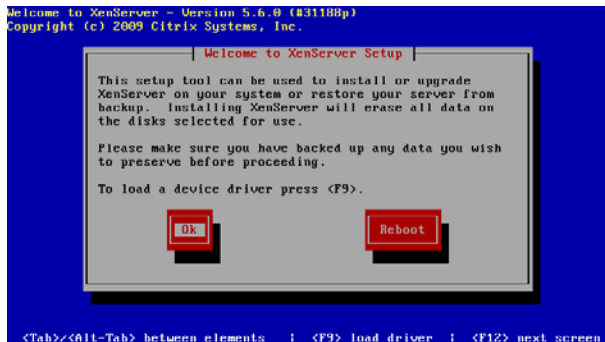 Welcome to XenServer - Version 5.6.0 (#31188p)
Copyright (c) 2009 Citrix Systems, Inc.
Welcome to XenServer Setup
This setup tool can be used to install or upgrade
XenServer on your system or restore your server from
backup.  Installing XenServer will erase all data on
the disks selected for use.
Please make sure you have backed up any data you wish
to preserve before proceeding.
To load a device driver press <F9>.
Ok Reboot
<Tab>/<Alt-Tab> between elements | <F9> load driver | <F12> next screen